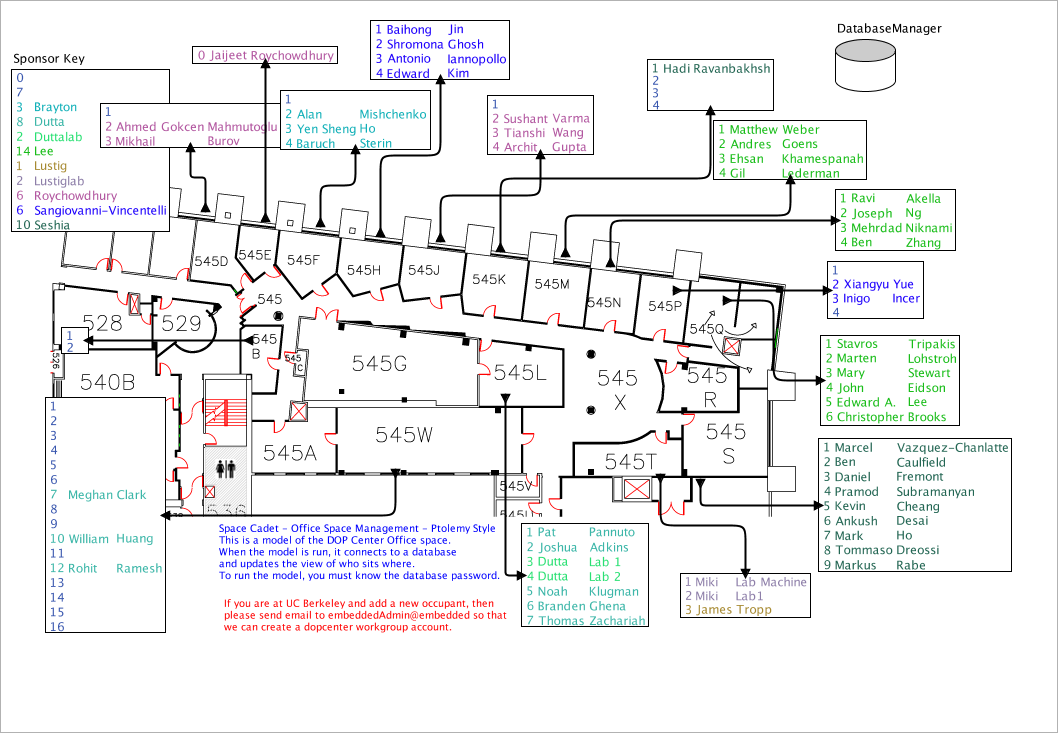 DatabaseManager
Sponsor Key
0
7
3 Brayton
8 Dutta
2 Duttalab
14 Lee
1 Lustig
2 Lustiglab
6 Roychowdhury
6 Sangiovanni-Vincentelli
10 Seshia
0 Jaijeet Roychowdhury
1 Baihong Jin
2 Shromona Ghosh
3 Antonio Iannopollo
4 Edward Kim
1 Hadi Ravanbakhsh
2
3
4
1
2 Ahmed Gokcen Mahmutoglu
3 Mikhail Burov
1
2 Alan Mishchenko
3 Yen Sheng Ho
4 Baruch Sterin
1
2 Sushant Varma
3 Tianshi Wang
4 Archit Gupta
1 Matthew Weber
2 Andres Goens
3 Ehsan Khamespanah
4 Gil Lederman
1 Ravi Akella
2 Joseph Ng
3 Mehrdad Niknami
4 Ben Zhang
1
2 Xiangyu Yue
3 Inigo Incer
4
1 Stavros Tripakis
2 Marten Lohstroh
3 Mary Stewart
4 John Eidson
5 Edward A. Lee
6 Christopher Brooks
1 Marcel Vazquez-Chanlatte
2 Ben Caulfield
3 Daniel Fremont
4 Pramod Subramanyan
5 Kevin Cheang
6 Ankush Desai
7 Mark Ho
8 Tommaso Dreossi
9 Markus Rabe
545D
545E
545F
545H
545J
545K
545M
545N
545P
545Q
528
529
545
545
B
545
C
545G
545L
545
X
545
R
545
S
526
540B
545A
545W
545T
545V
545U
536
1
2
1
2
3
4
5
6
7 Meghan Clark
8
9
10 William Huang
11
12 Rohit Ramesh
13
14
15
16
Space Cadet - Office Space Management - Ptolemy Style
This is a model of the DOP Center Office space.
When the model is run, it connects to a database
and updates the view of who sits where.
To run the model, you must know the database password.
If you are at UC Berkeley and add a new occupant, then
please send email to embeddedAdmin@embedded so that
we can create a dopcenter workgroup account.
1 Pat Pannuto
2 Joshua Adkins
3 Dutta Lab 1
4 Dutta Lab 2
5 Noah Klugman
6 Branden Ghena
7 Thomas Zachariah
1 Miki Lab Machine
2 Miki Lab1
3 James Tropp